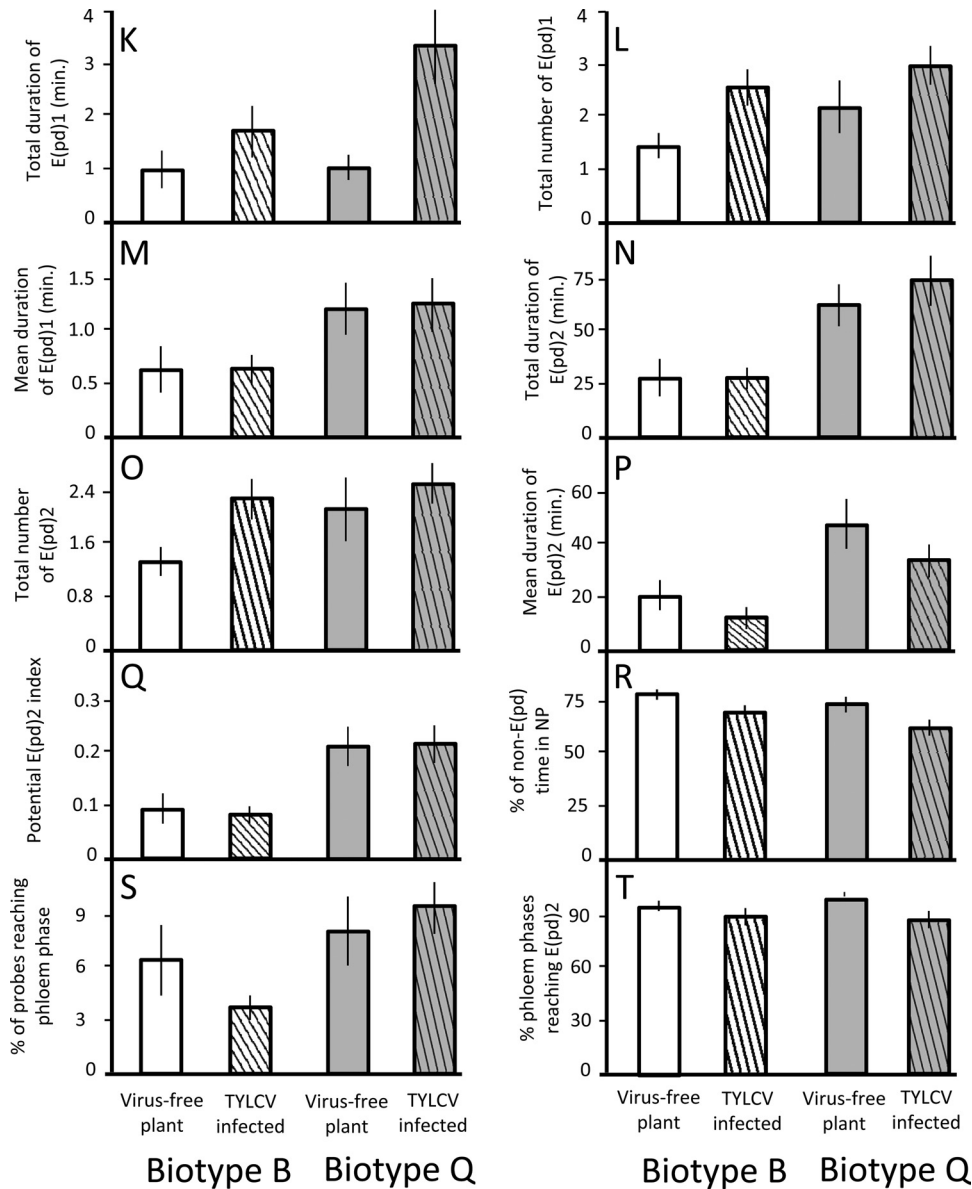 K
Total duration of
E(pd)1 (min.)
4
3
2
1
0
L
Total number of E(pd)1
4
3
2
1
0
M
Mean duration
of E(pd)1 (min.)
1.5
1.0
0.5
0
N
Total duration of
E(pd)2 (min.)
75
50
25
0
O
Total number
of E(pd)2
2.4
1.6
0.8
0
P
Mean duration of
E(pd)2 (min.)
60
40
20
0
Q
Potential E(pd)2 index
0.3
0.2
0.1
0
R
% of non-E(pd)
time in NP
75
50
25
0
S
% of probes reaching
phloem phase
9
6
3
0
T
% phloem phases
reaching E(pd)2
90
60
30
0
Virus-free
plant
TYLCV
infected
Virus-free
plant
TYLCV
infected
Biotype B
Biotype Q
Virus-free
plant
TYLCV
infected
Virus-free
plant
TYLCV
infected
Biotype B
Biotype Q